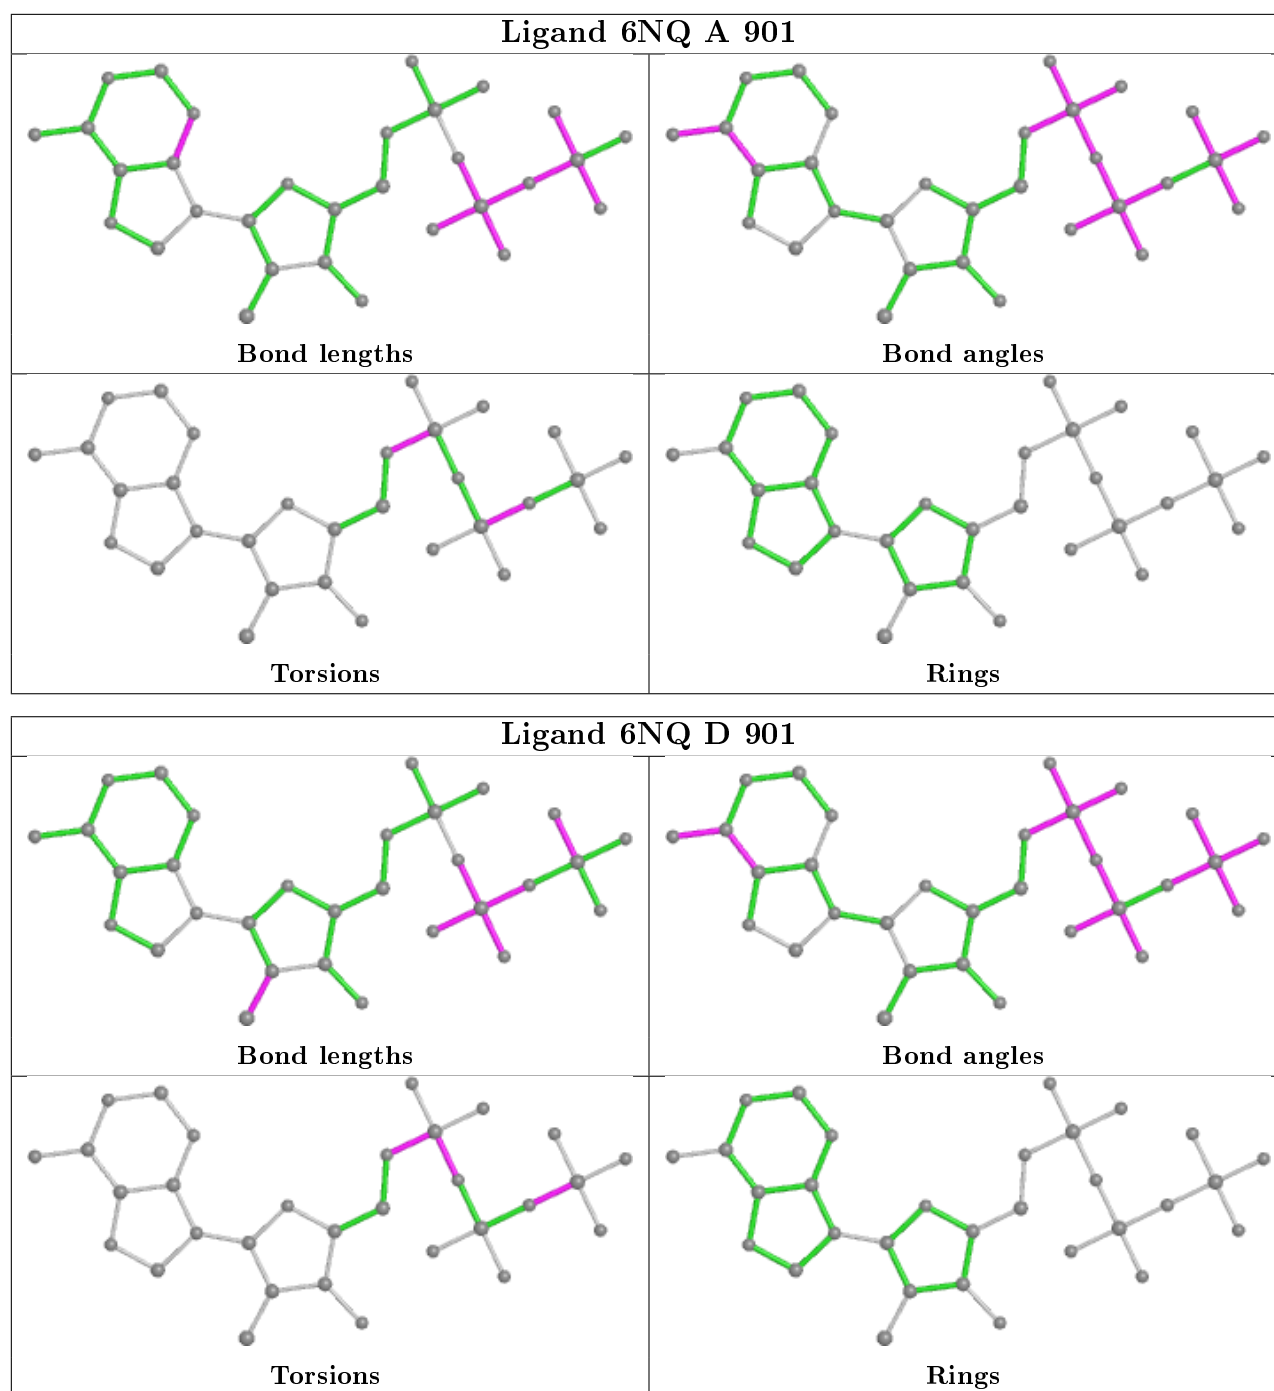 Ligand 6NQ A 901
Bond lengths
Bond angles
Torsions
Rings
Ligand 6NQ D 901
Bond lengths
Bond angles
Torsions
Rings